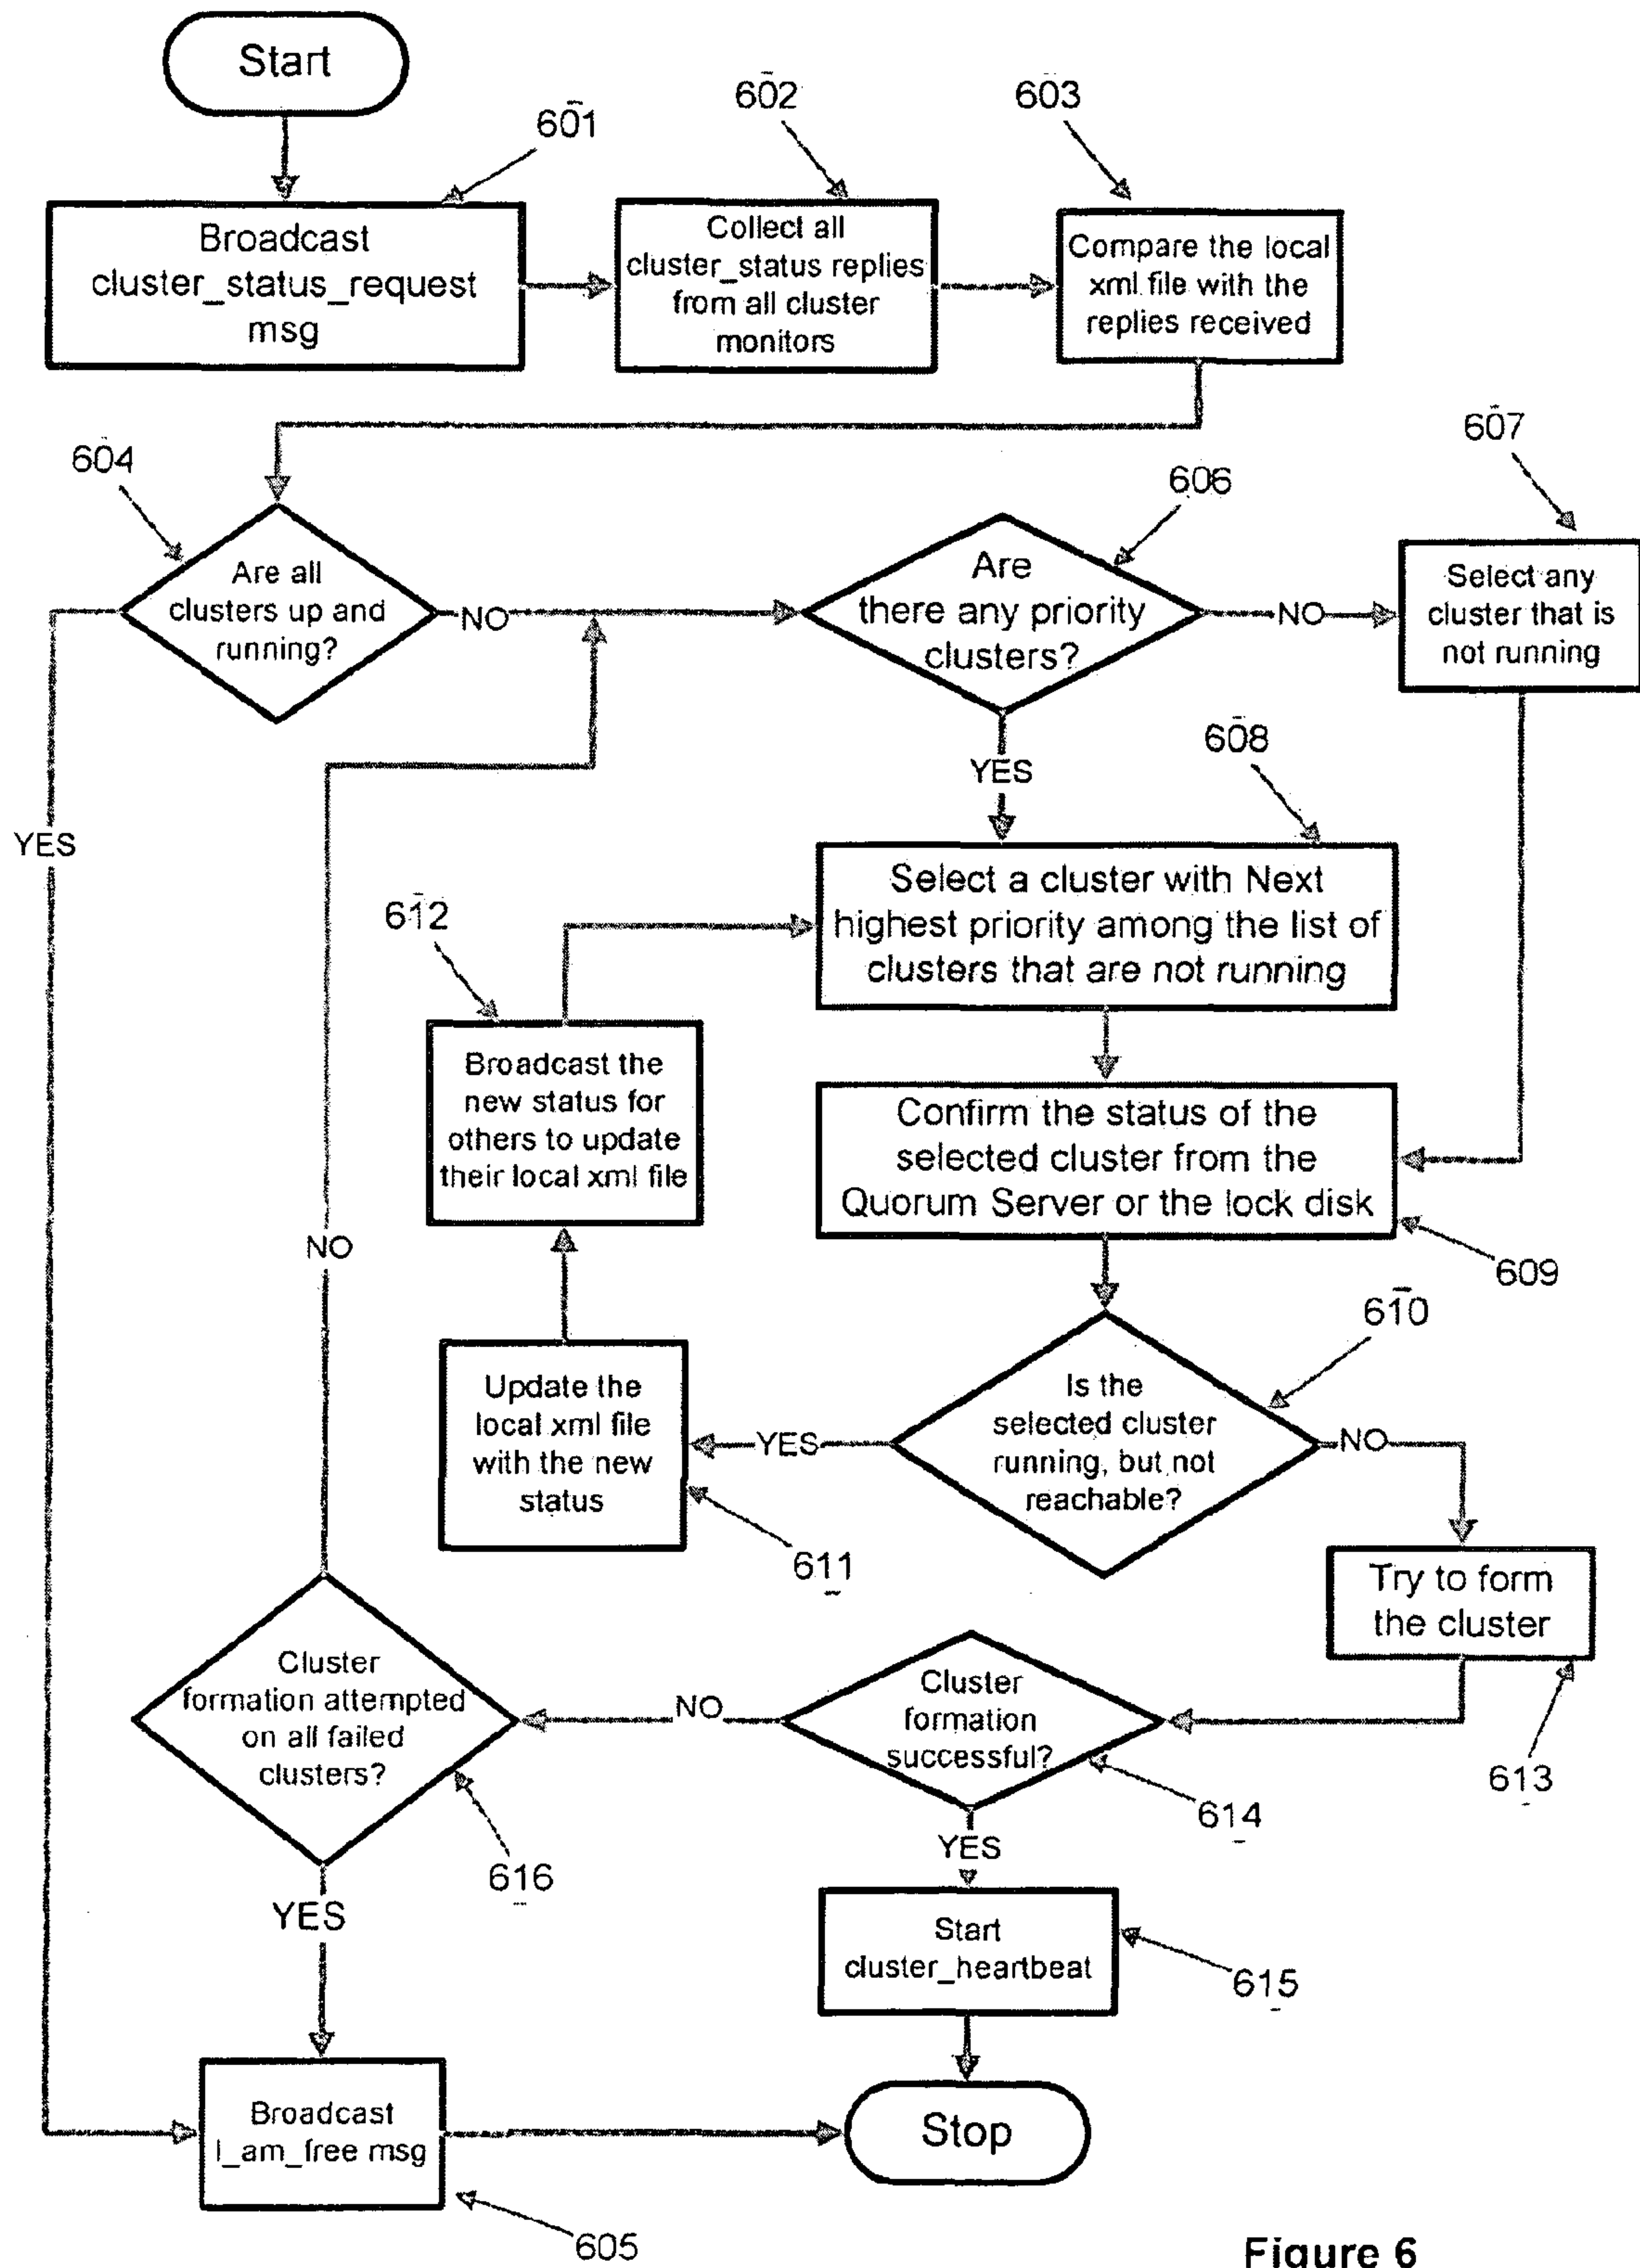 Start
601
602
603
Broadcast
cluster_status_request
msg
Collect all
cluster_status replies
from all cluster
monitors
Compare the local
xml file with the
replies received
604
606
607
Are all
clusters up and
running?
NO
Are
there any priority
clusters?
NO
Select any
cluster that is
not running
YES
YES
608
Select a cluster with Next
highest priority among the list of
clusters that are not running
612
Broadcast the
new status for
others to update
their local xml file
Confirm the status of the
selected cluster from the
Quorum Server or the lock disk
609
NO
610
Is the
selected cluster
running, but not
reachable?
YES
NO
Update the
local xml file
with the new
status
611
Try to form
the cluster
613
Cluster
formation successful?
614
NO
Cluster
formation attempted
on all failed
clusters?
616
YES
YES
Start
cluster_heartbeat
615
Broadcast
I_am_free msg
605
Stop
Figure 6